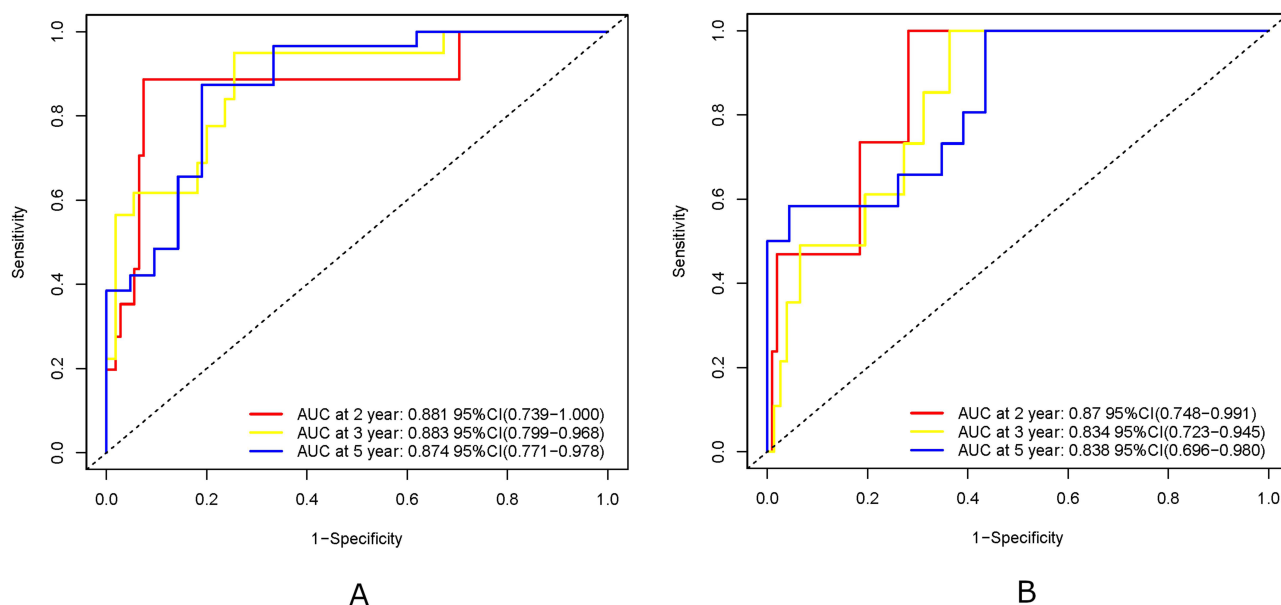 1.0
0.8
0.6
0.4
0.2
0.0
Sensitivity
AUC at 2 year: 0.881 95%CI(0.739−1.000)
AUC at 3 year: 0.883 95%CI(0.799−0.968)
AUC at 5 year: 0.874 95%CI(0.771−0.978)
0.0 0.2 0.4 0.6 0.8 1.0
1−Specificity
A
1.0
0.8
0.6
0.4
0.2
0.0
Sensitivity
AUC at 2 year: 0.87 95%CI(0.748−0.991)
AUC at 3 year: 0.834 95%CI(0.723−0.945)
AUC at 5 year: 0.838 95%CI(0.696−0.980)
0.0 0.2 0.4 0.6 0.8 1.0
1−Specificity
B